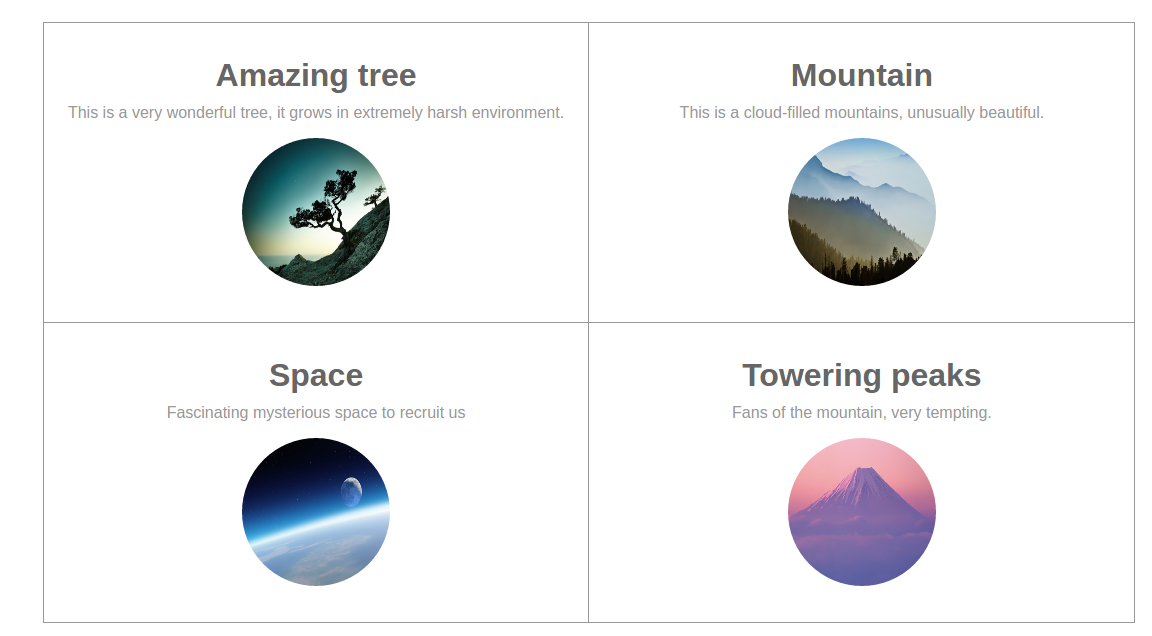 Amazing tree
This is a very wonderful tree, it grows in extremely harsh environment.
Mountain
This is a cloud-filled mountains, unusually beautiful.
Space
Fascinating mysterious space to recruit us
Towering peaks
Fans of the mountain, very tempting.